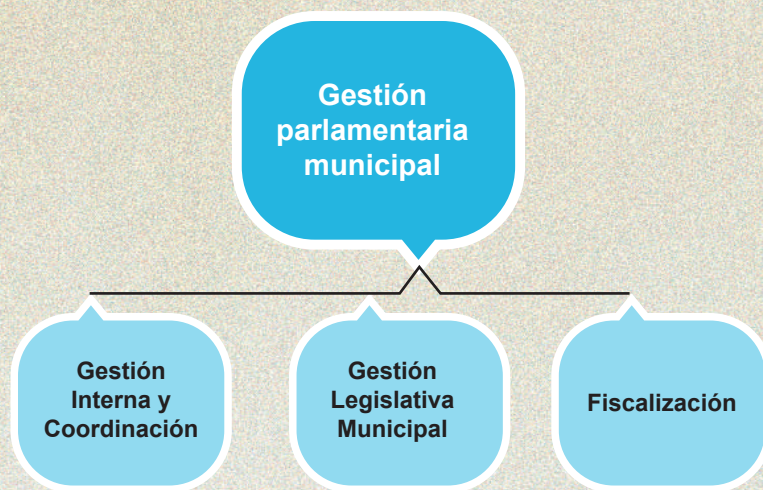 Gestión
parlamentaria
municipal
Gestión
Interna y
Coordinación
Gestión
Legislativa
Municipal
Fiscalización